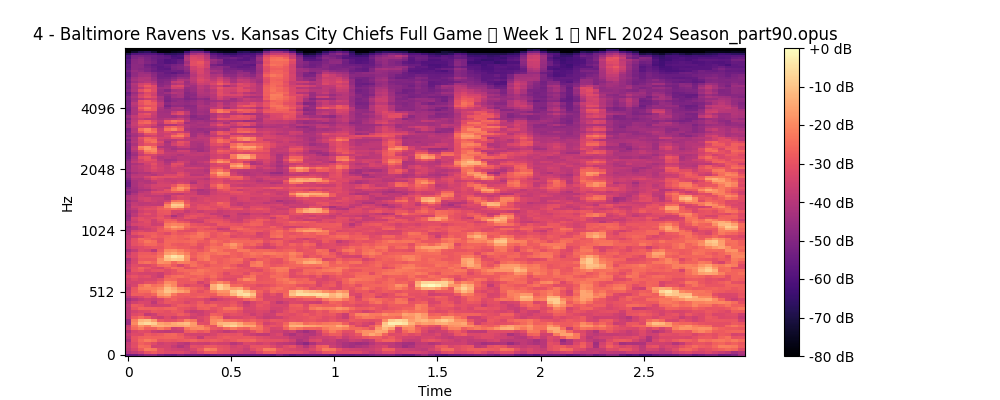 4 - Baltimore Ravens vs. Kansas City Chiefs Full Game ▯ Week 1 ▯ NFL 2024 Season_part90.opus
+0 dB
4096
-10 dB
-20 dB
2048
-30 dB
Hz
1024
-40 dB
-50 dB
512
-60 dB
-70 dB
0
-80 dB
0 0.5 1 1.5 2 2.5
Time